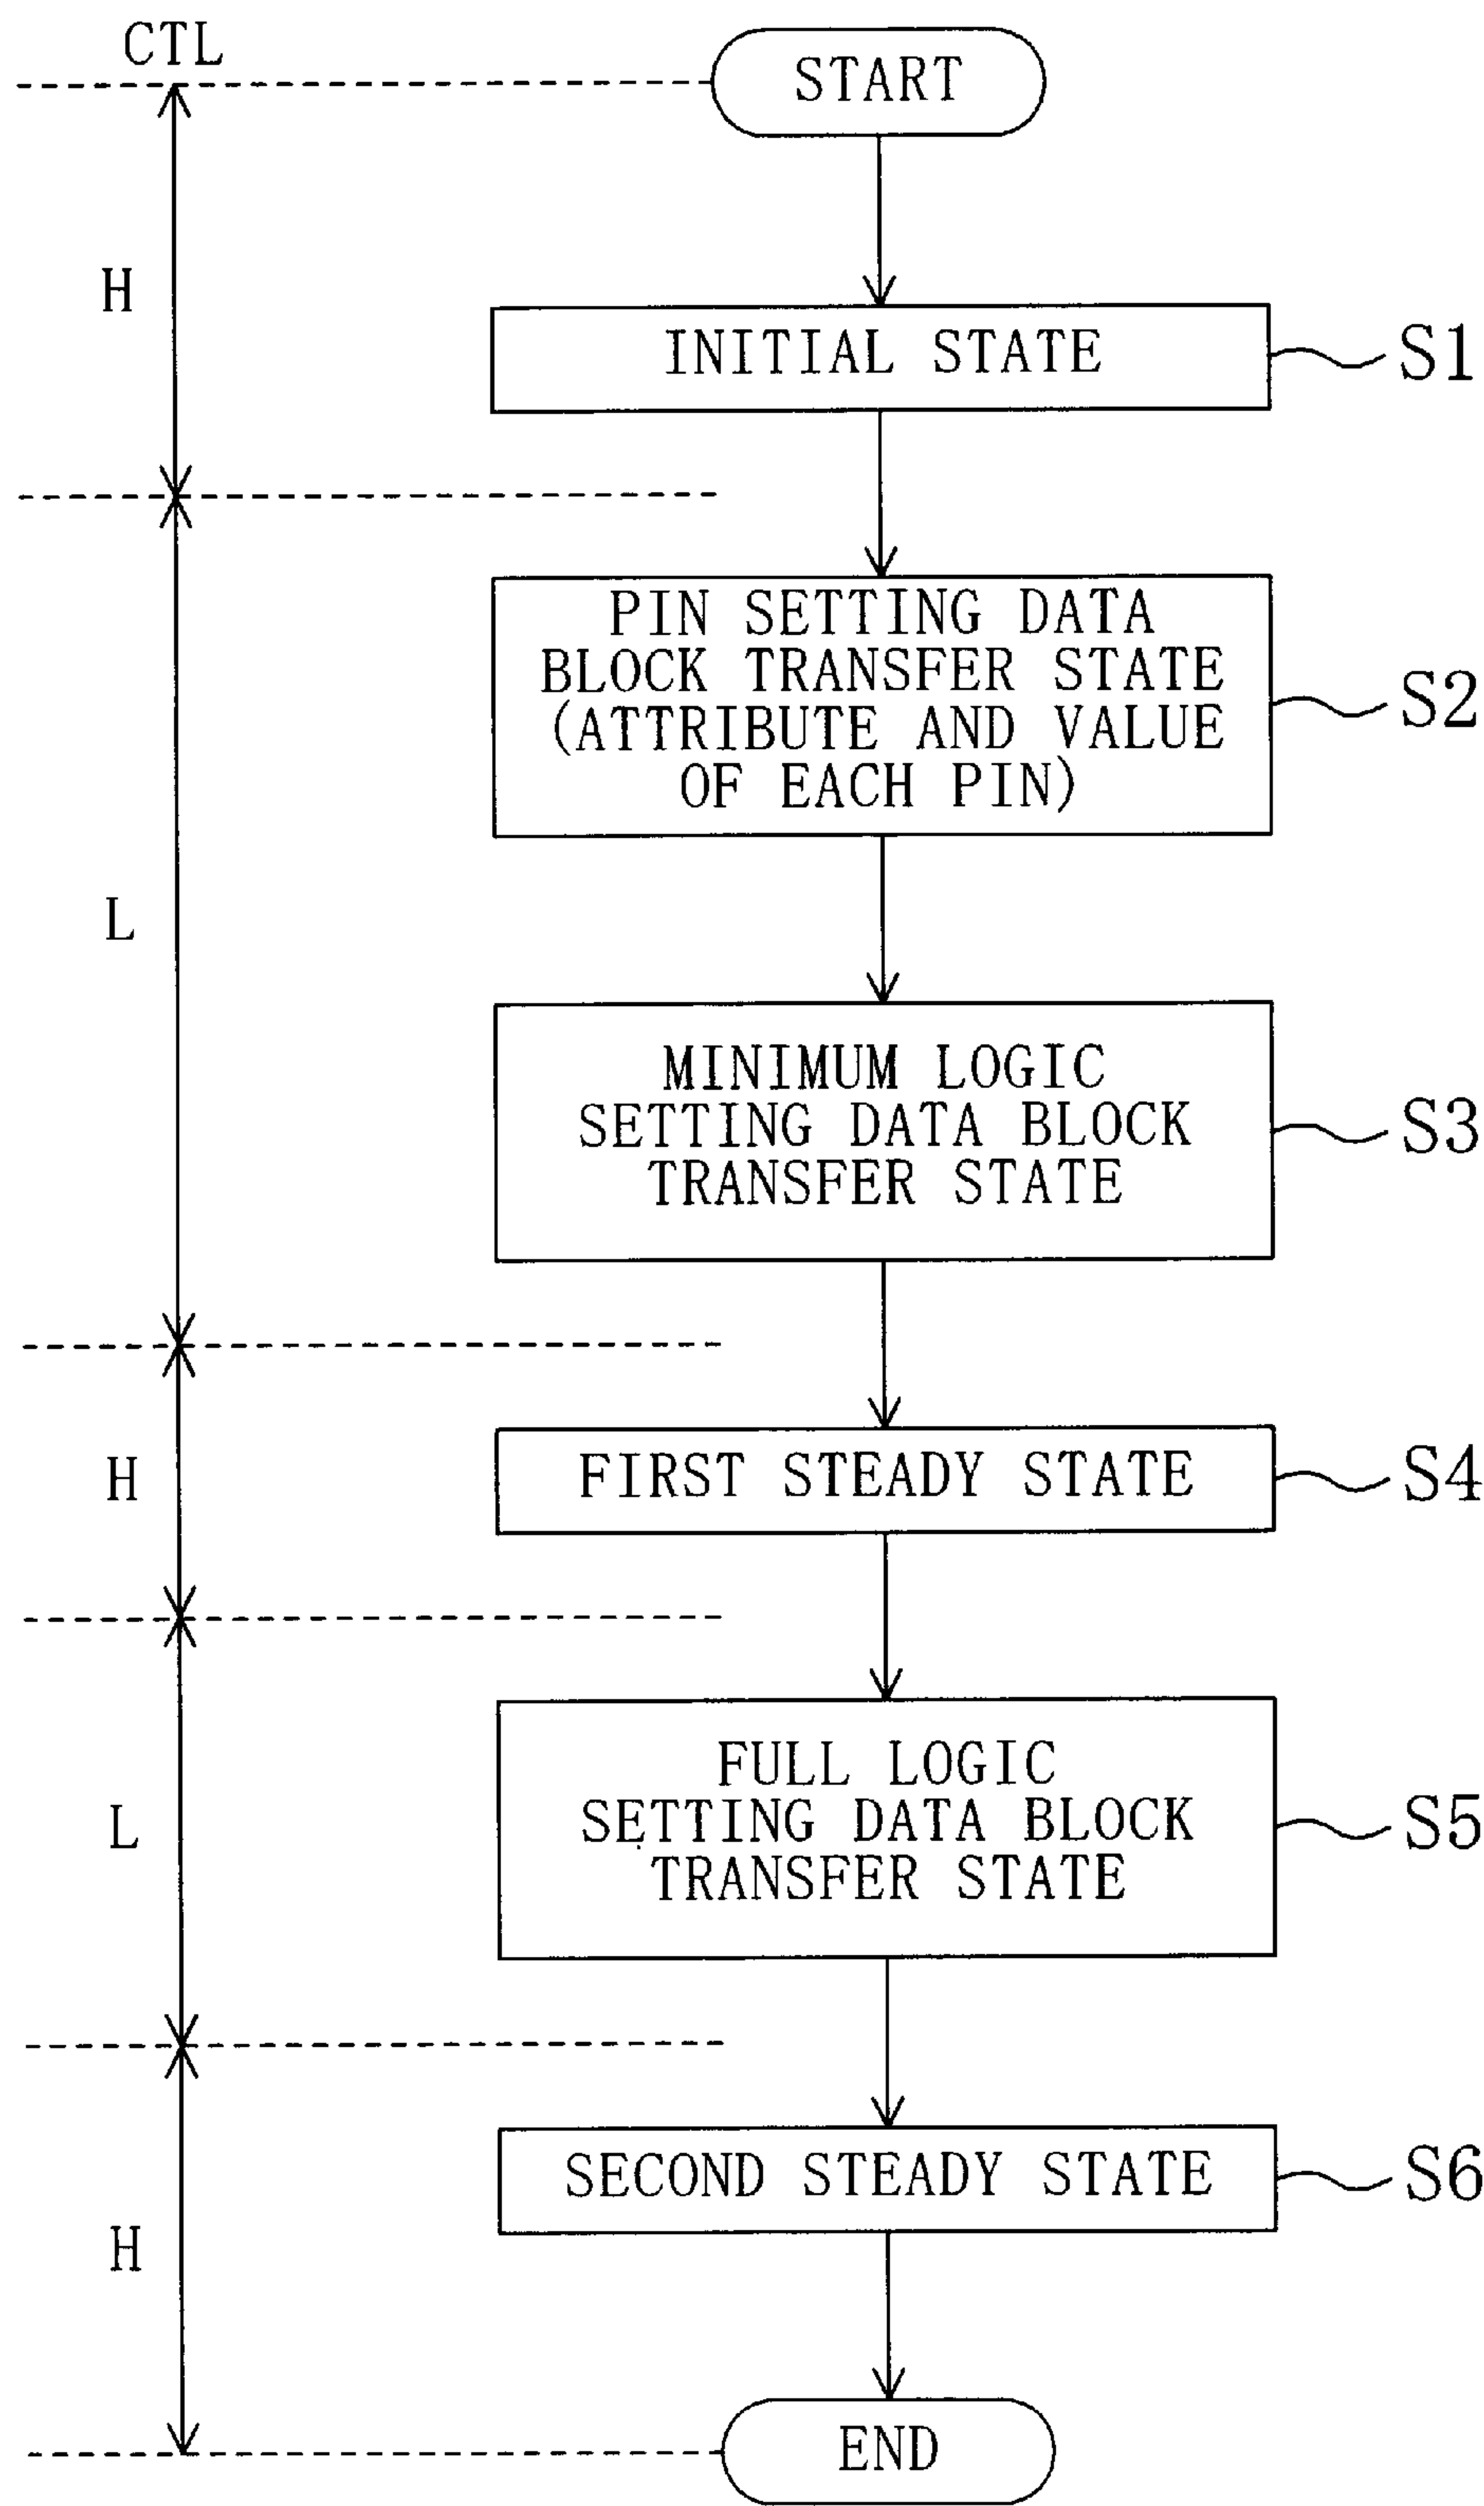 CTL
START
H
INITIAL STATE
S1
PIN SETTING DATA
BLOCK TRANSFER STATE
(ATTRIBUTE AND VALUE
OF EACH PIN)
S2
L
MINIMUM LOGIC
SETTING DATA BLOCK
TRANSFER STATE
S3
H
FIRST STEADY STATE
S4
L
FULL LOGIC
SETTING DATA BLOCK
TRANSFER STATE
S5
SECOND STEADY STATE
S6
H
END